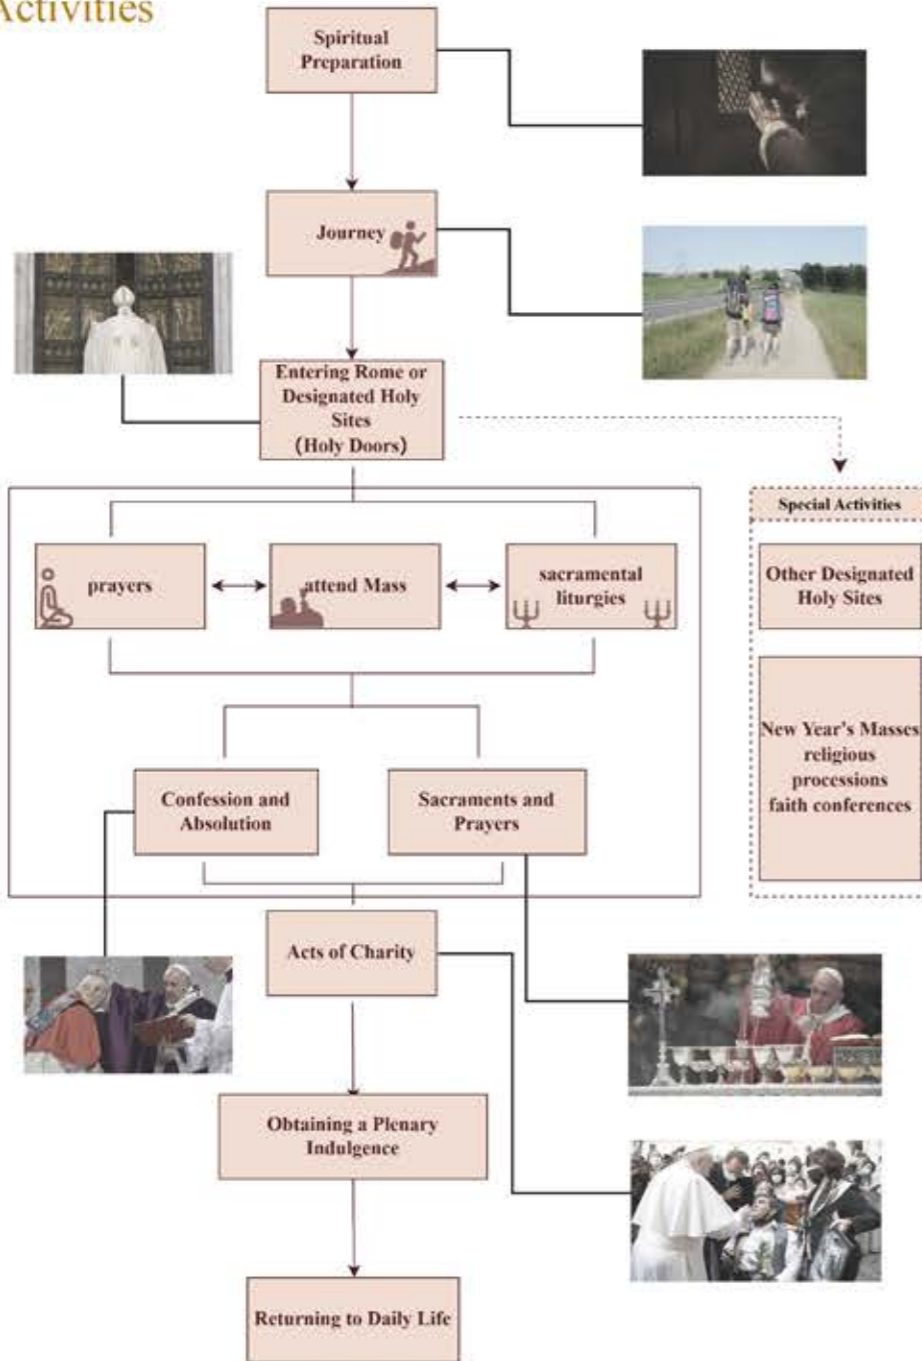 Activities
Spiritual
Preparation
Journey
Entering Rome or
Designated Holy
Sites
(Holy Doors)
Special Activities
prayers
attend Mass
sacramental
liturgies
Other Designated
Holy Sites
New Year's Masses
religious
processions
faith conferences
Confession and
Absolution
Sacraments and
Prayers
Acts of Charity
Obtaining a Plenary
Indulgence
Returning to Daily Life